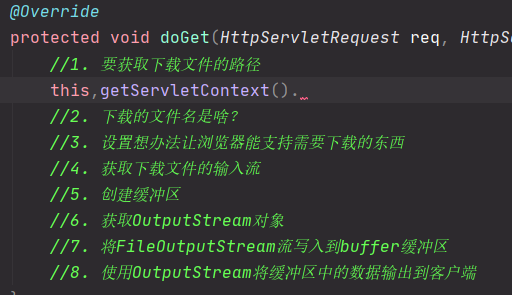 @Override
protected void doGet(HttpServletRequest req, HttpS
//1. 要获取下载文件的路径
this,getServletContext().
//2. 下载的文件名是啥?
//3. 设置想办法让浏览器能支持需要下载的东西
//4. 获取下载文件的输入流
//5. 创建缓冲区
//6. 获取OutputStream对象
//7. 将FileOutputStream流写入到buffer缓冲区
//8. 使用OutputStream将缓冲区中的数据输出到客户端